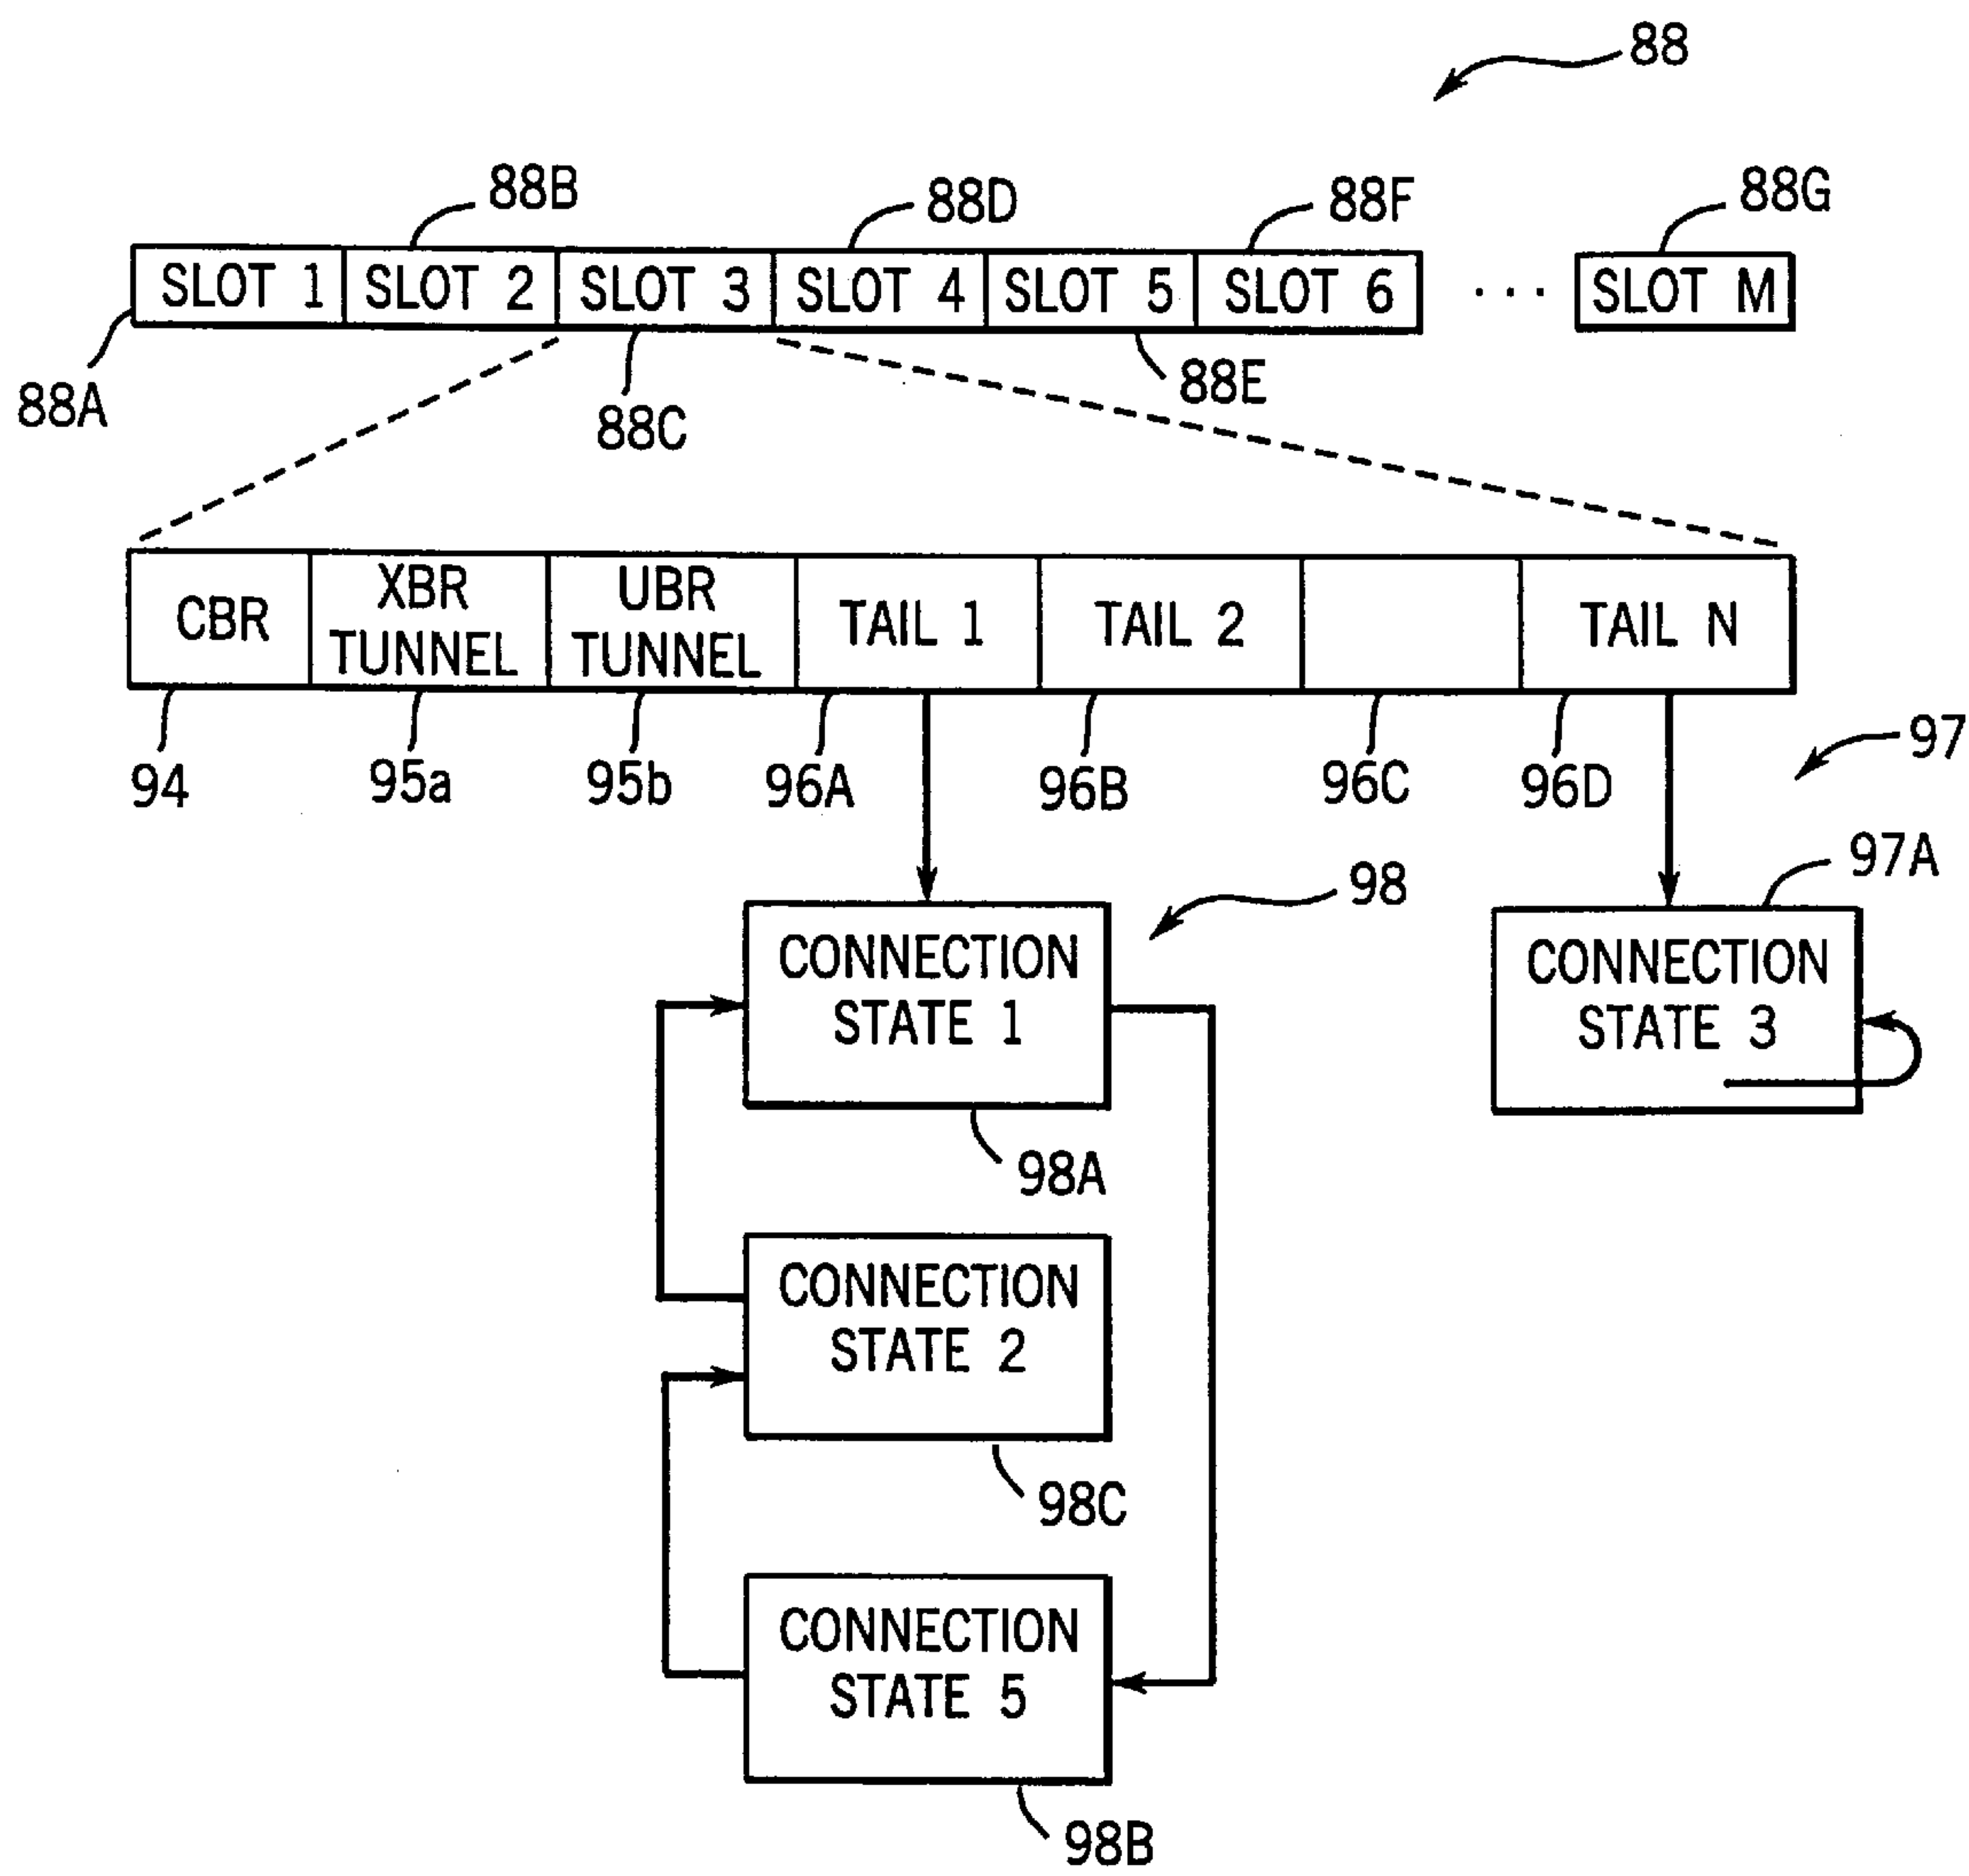 88
88B
88D
88F
88G
SLOT 1 SLOT 2 SLOT 3 SLOT 4 SLOT 5 SLOT 6 ... SLOT M
88A
88C
88E
CBR
XBR
TUNNEL
UBR
TUNNEL
TAIL 1
TAIL 2
TAIL N
94
95a
95b
96A
96B
96C
96D
97
97A
98
CONNECTION
STATE 1
98A
CONNECTION
STATE 3
CONNECTION
STATE 2
98C
CONNECTION
STATE 5
98B